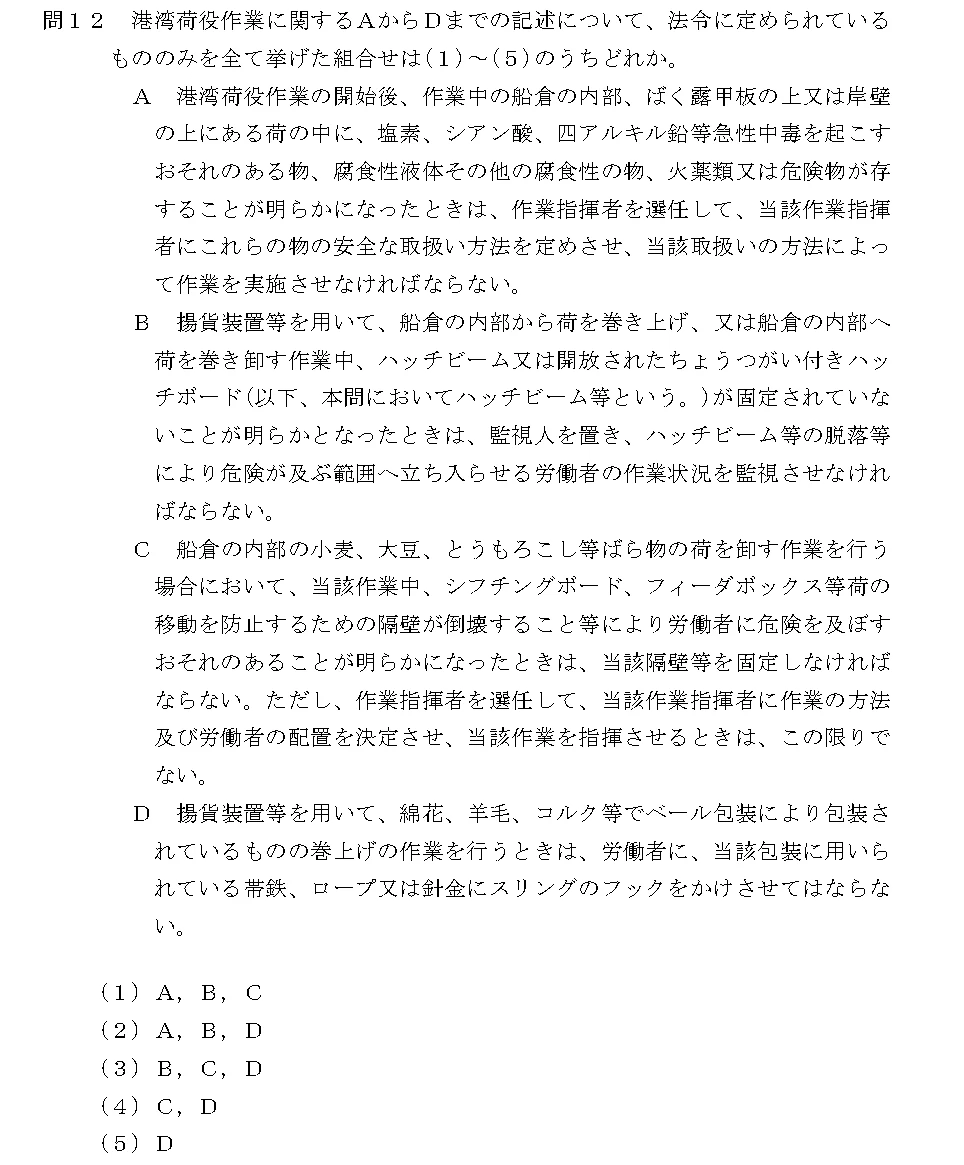 問１２　港湾荷役作業に関するＡからＤまでの記述について、法令に定められている
もののみを全て挙げた組合せは(１)～(５)のうちどれか。
Ａ　港湾荷役作業の開始後、作業中の船倉の内部、ばく露甲板の上又は岸壁
の上にある荷の中に、塩素、シアン酸、四アルキル鉛等急性中毒を起こす
おそれのある物、腐食性液体その他の腐食性の物、火薬類又は危険物が存
することが明らかになったときは、作業指揮者を選任して、当該作業指揮
者にこれらの物の安全な取扱い方法を定めさせ、当該取扱いの方法によっ
て作業を実施させなければならない。
Ｂ　揚貨装置等を用いて、船倉の内部から荷を巻き上げ、又は船倉の内部へ
荷を巻き卸す作業中、ハッチビーム又は開放されたちょうつがい付きハッ
チボード(以下、本問においてハッチビーム等という。)が固定されていな
いことが明らかとなったときは、監視人を置き、ハッチビーム等の脱落等
により危険が及ぶ範囲へ立ち入らせる労働者の作業状況を監視させなけれ
ばならない。
Ｃ　船倉の内部の小麦、大豆、とうもろこし等ばら物の荷を卸す作業を行う
場合において、当該作業中、シフチングボード、フィーダボックス等荷の
移動を防止するための隔壁が倒壊すること等により労働者に危険を及ぼす
おそれのあることが明らかになったときは、当該隔壁等を固定しなければ
ならない。ただし、作業指揮者を選任して、当該作業指揮者に作業の方法
及び労働者の配置を決定させ、当該作業を指揮させるときは、この限りで
ない。
Ｄ　揚貨装置等を用いて、綿花、羊毛、コルク等でベール包装により包装さ
れているものの巻上げの作業を行うときは、労働者に、当該包装に用いら
れている帯鉄、ロープ又は針金にスリングのフックをかけさせてはならな
い。
(１) Ａ，Ｂ，Ｃ
(２) Ａ，Ｂ，Ｄ
(３) Ｂ，Ｃ，Ｄ
(４) Ｃ，Ｄ
(５) Ｄ